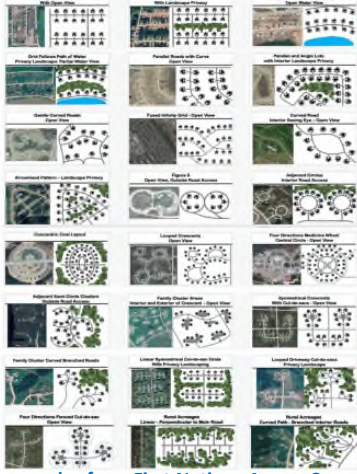 With Open View
With Landscape Privacy
Open Water View
Grid Follows Path of Water
Privacy Landscape, Partial Water View
Parallel Roads with Curve
Open View
Parallel and Angle Lots
with Interior Landscape Privacy
Gentle Curved Roads
Open View
Fused Infinity Grid - Open View
Curved Road
Interior Seeing Eye - Open View
Arrowhead Pattern - Landscape Privacy
Figure 8
Open View, Outside Road Access
Adjacent Circles
Interior Road Access
Concentric Oval Layout
Looped Crescents
Open View
Four Directions Medicine Wheel
Central Circle - Open View
Adjacent Semi Circle Clusters
Outside Road Access
Family Cluster Areas
Interior and Exterior of Crescent - Open View
Symmetrical Crescents
With Cul-de-sacs - Open View
Family Cluster Curved Branched Roads
Linear Symmetrical Cul-de-sac Circle
With Privacy Landscaping
Looped Driveway Cul-de-sacs
Privacy Landscape
Four Directions Fenced Cul-de-sac
Open View
Rural Acreages
Linear - Perpendicular to Main Road
Rural Acreages
Curved Path - Branched Interior Roads